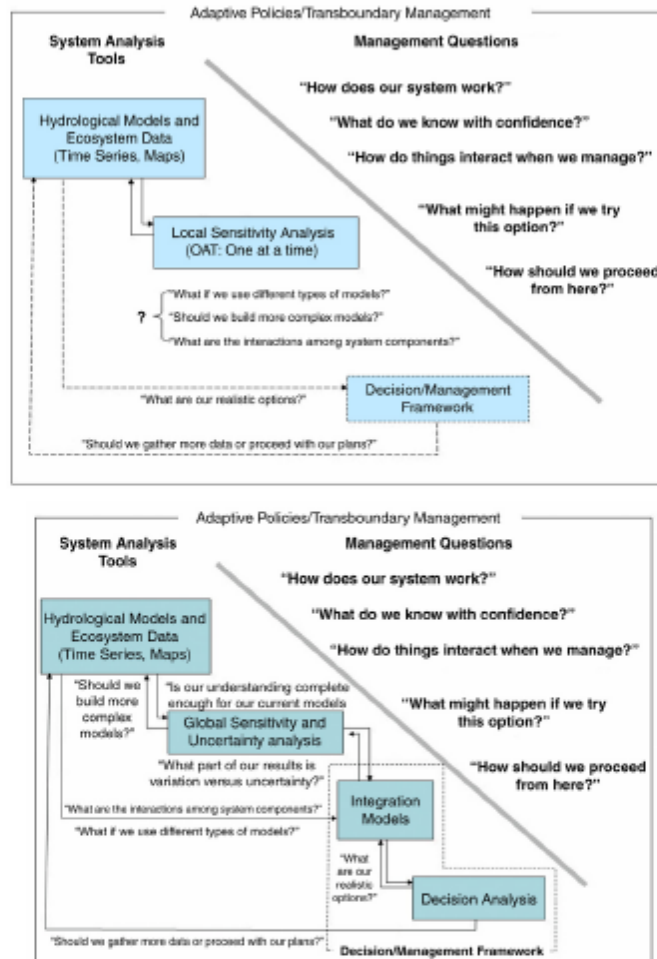 Adaptive Policies/Transboundary Management
System Analysis
Tools
Management Questions
"How does our system work?"
"What do we know with confidence?"
"How do things interact when we manage?"
"What might happen if we try
this option?"
"How should we proceed
from here?"
Hydrological Models and
Ecosystem Data
(Time Series, Maps)
Local Sensitivity Analysis
(OAT: One at a time)
?
"What if we use different types of models?"
"Should we build more complex models?"
"What are the interactions among system components?"
"What are our realistic options?"
Decision/Management
Framework
"Should we gather more data or proceed with our plans?"
Adaptive Policies/Transboundary Management
System Analysis
Tools
Management Questions
"How does our system work?"
"What do we know with confidence?"
"How do things interact when we manage?"
"What might happen if we try
this option?"
"How should we proceed
from here?"
Hydrological Models and
Ecosystem Data
(Time Series, Maps)
"Should we
build more
complex
models?"
"Is our understanding complete
enough for our current models
Global Sensitivity and
Uncertainty analysis
"What part of our results is
variation versus uncertainty?"
Integration
Models
"What are the interactions among system components?"
"What if we use different types of models?"
"What
are our
realistic
options?"
Decision Analysis
"Should we gather more data or proceed with our plans?"
Decision/Management Framework